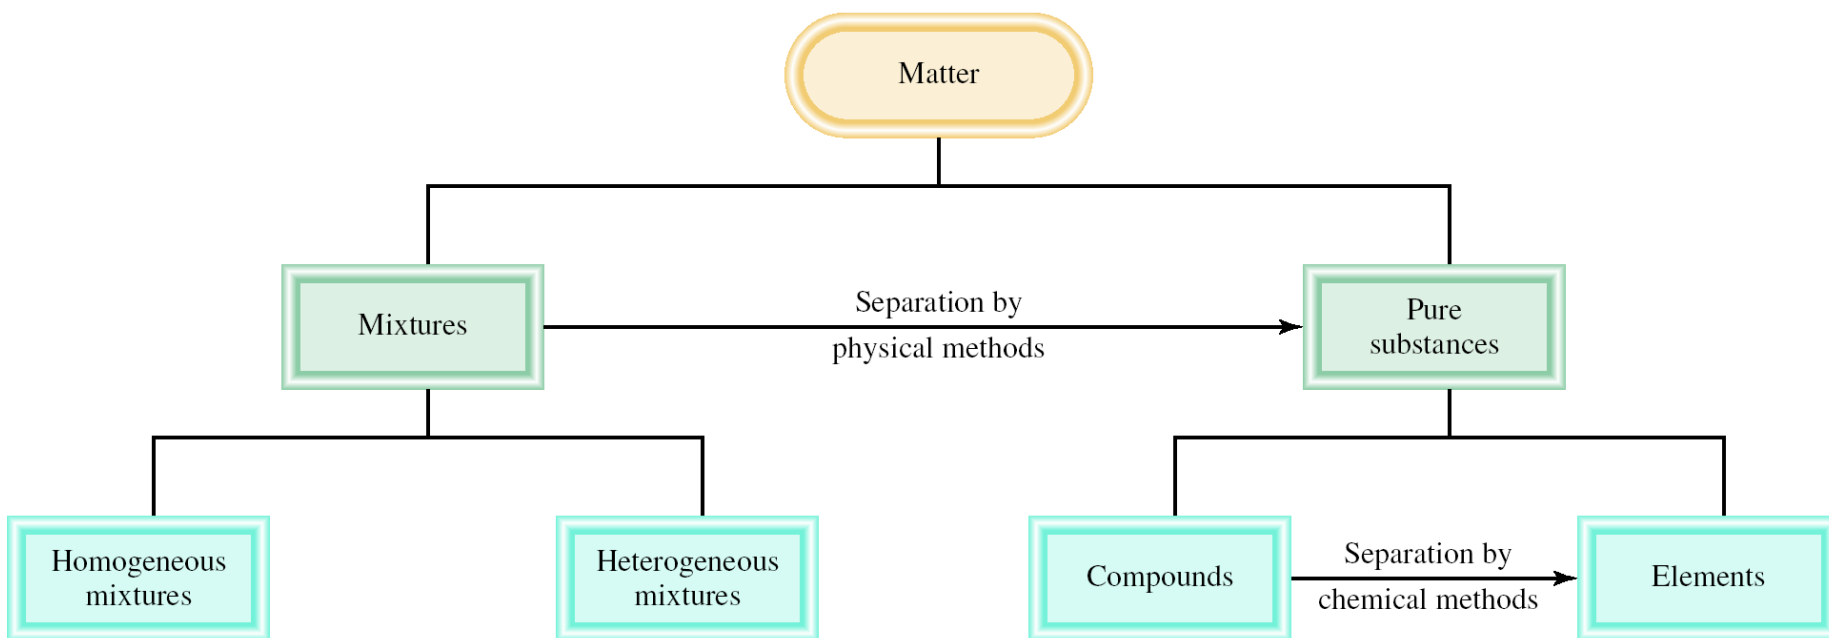 Matter
Mixtures
Separation by
physical methods
Pure
substances
Homogeneous
mixtures
Heterogeneous
mixtures
Compounds
Separation by
chemical methods
Elements